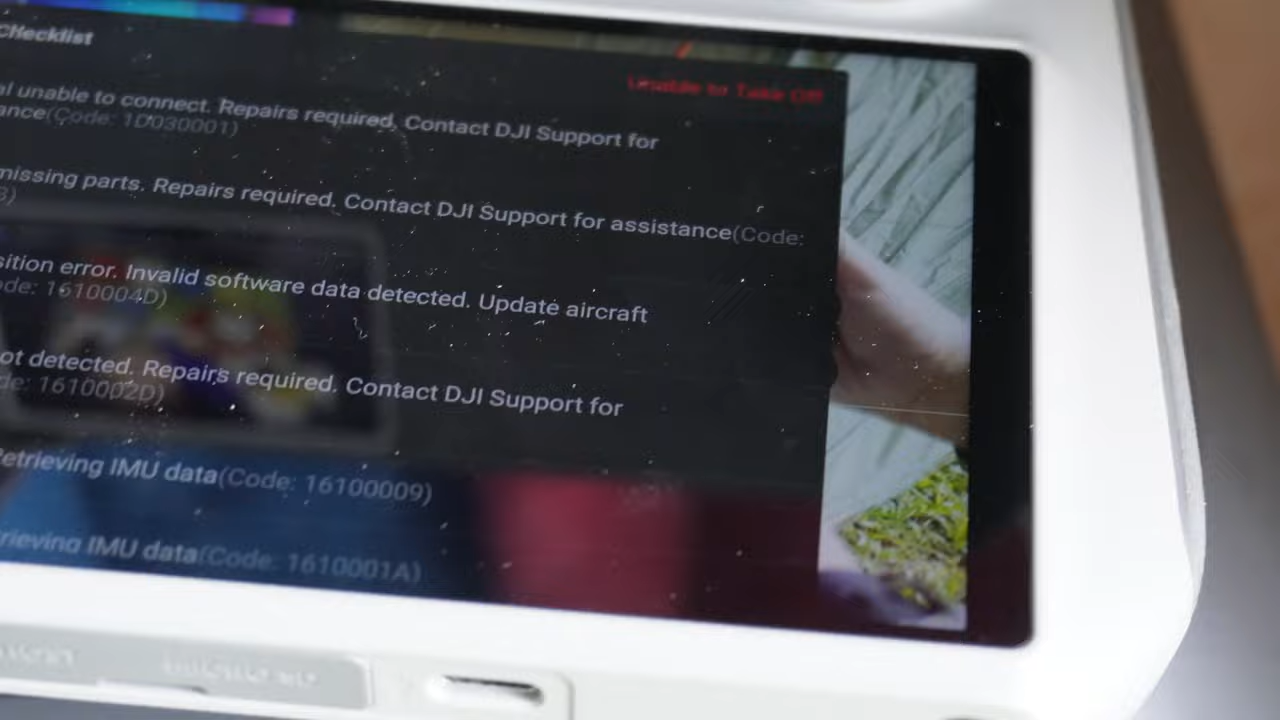 Checklist
Unable to Take Off
al unable to connect. Repairs required. Contact DJI Support for
ance(Code: 1D030001)
missing parts. Repairs required. Contact DJI Support for assistance(Code:
sition error. Invalid software data detected. Update aircraft
ode: 1610004D)
ot detected. Repairs required. Contact DJI Support for
de: 1610002D)
Retrieving IMU data(Code: 16100009)
trieving IMU data(Code: 1610001A)